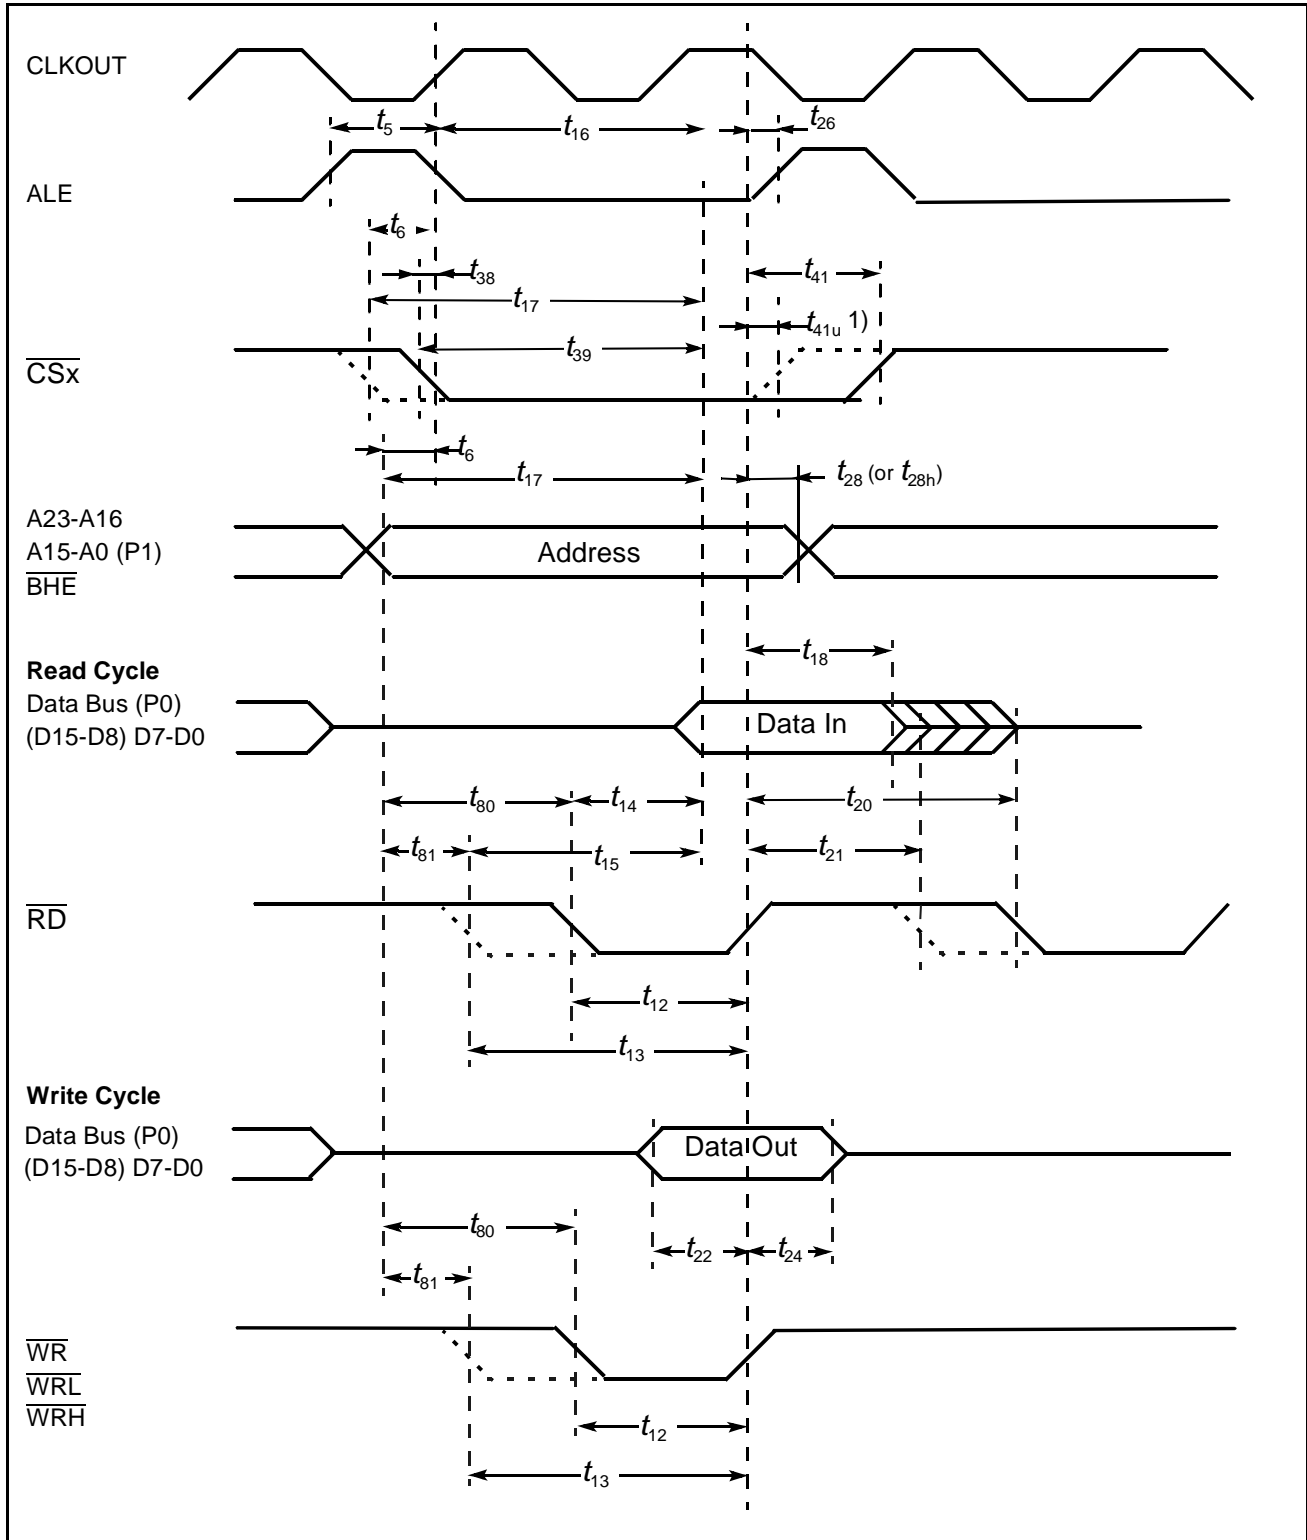 CLKOUT
t5
t16
t26
ALE
t6
t38
t41
t17
t41u 1)
t39
CSx
t6
t17
t28 (or t28h)
A23-A16
A15-A0 (P1)
BHE
Address
t18
Read Cycle
Data Bus (P0)
(D15-D8) D7-D0
Data In
t80
t14
t20
t81
t15
t21
RD
t12
t13
Write Cycle
Data Bus (P0)
(D15-D8) D7-D0
Data Out
t80
t22
t24
t81
WR
WRL
WRH
t12
t13